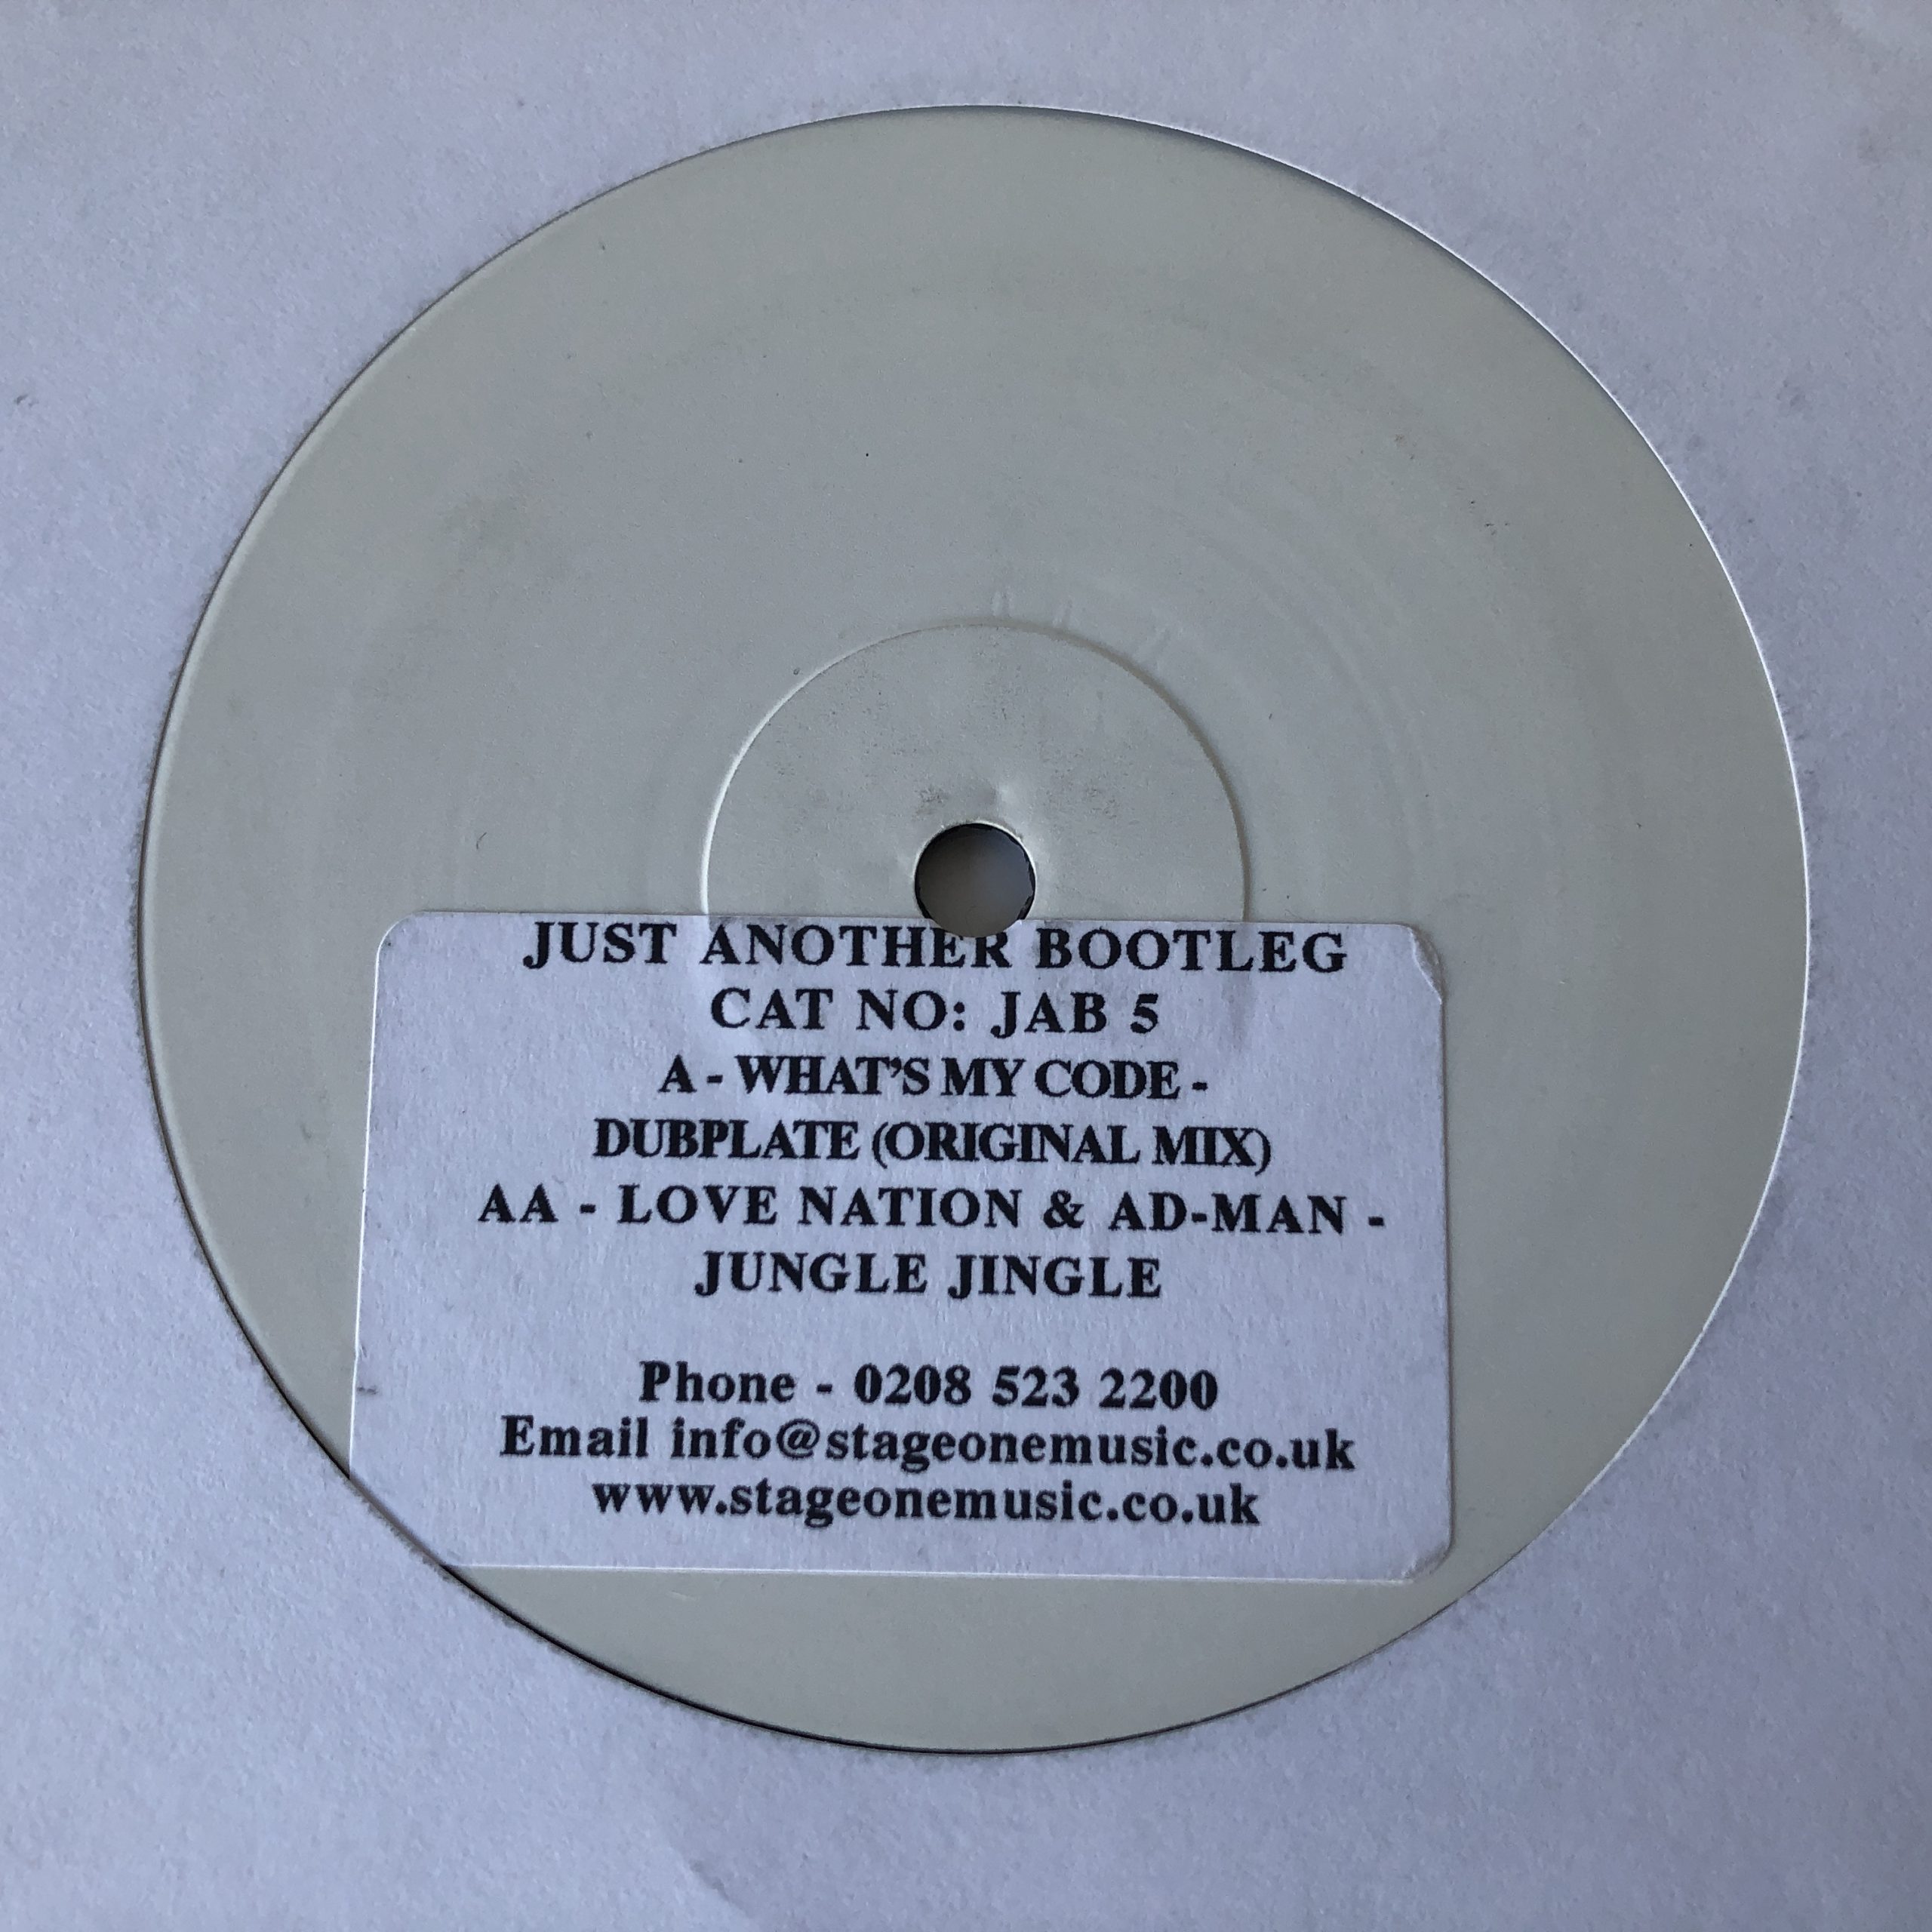 JUST ANOTHER BOOTLEG
CAT NO: JAB 5
A - WHAT'S MY CODE -
DUBPLATE (ORIGINAL MIX)
AA - LOVE NATION & AD-MAN -
JUNGLE JINGLE
Phone - 0208 523 2200
Email info@stageonemusic.co.uk
www.stageonemusic.co.uk